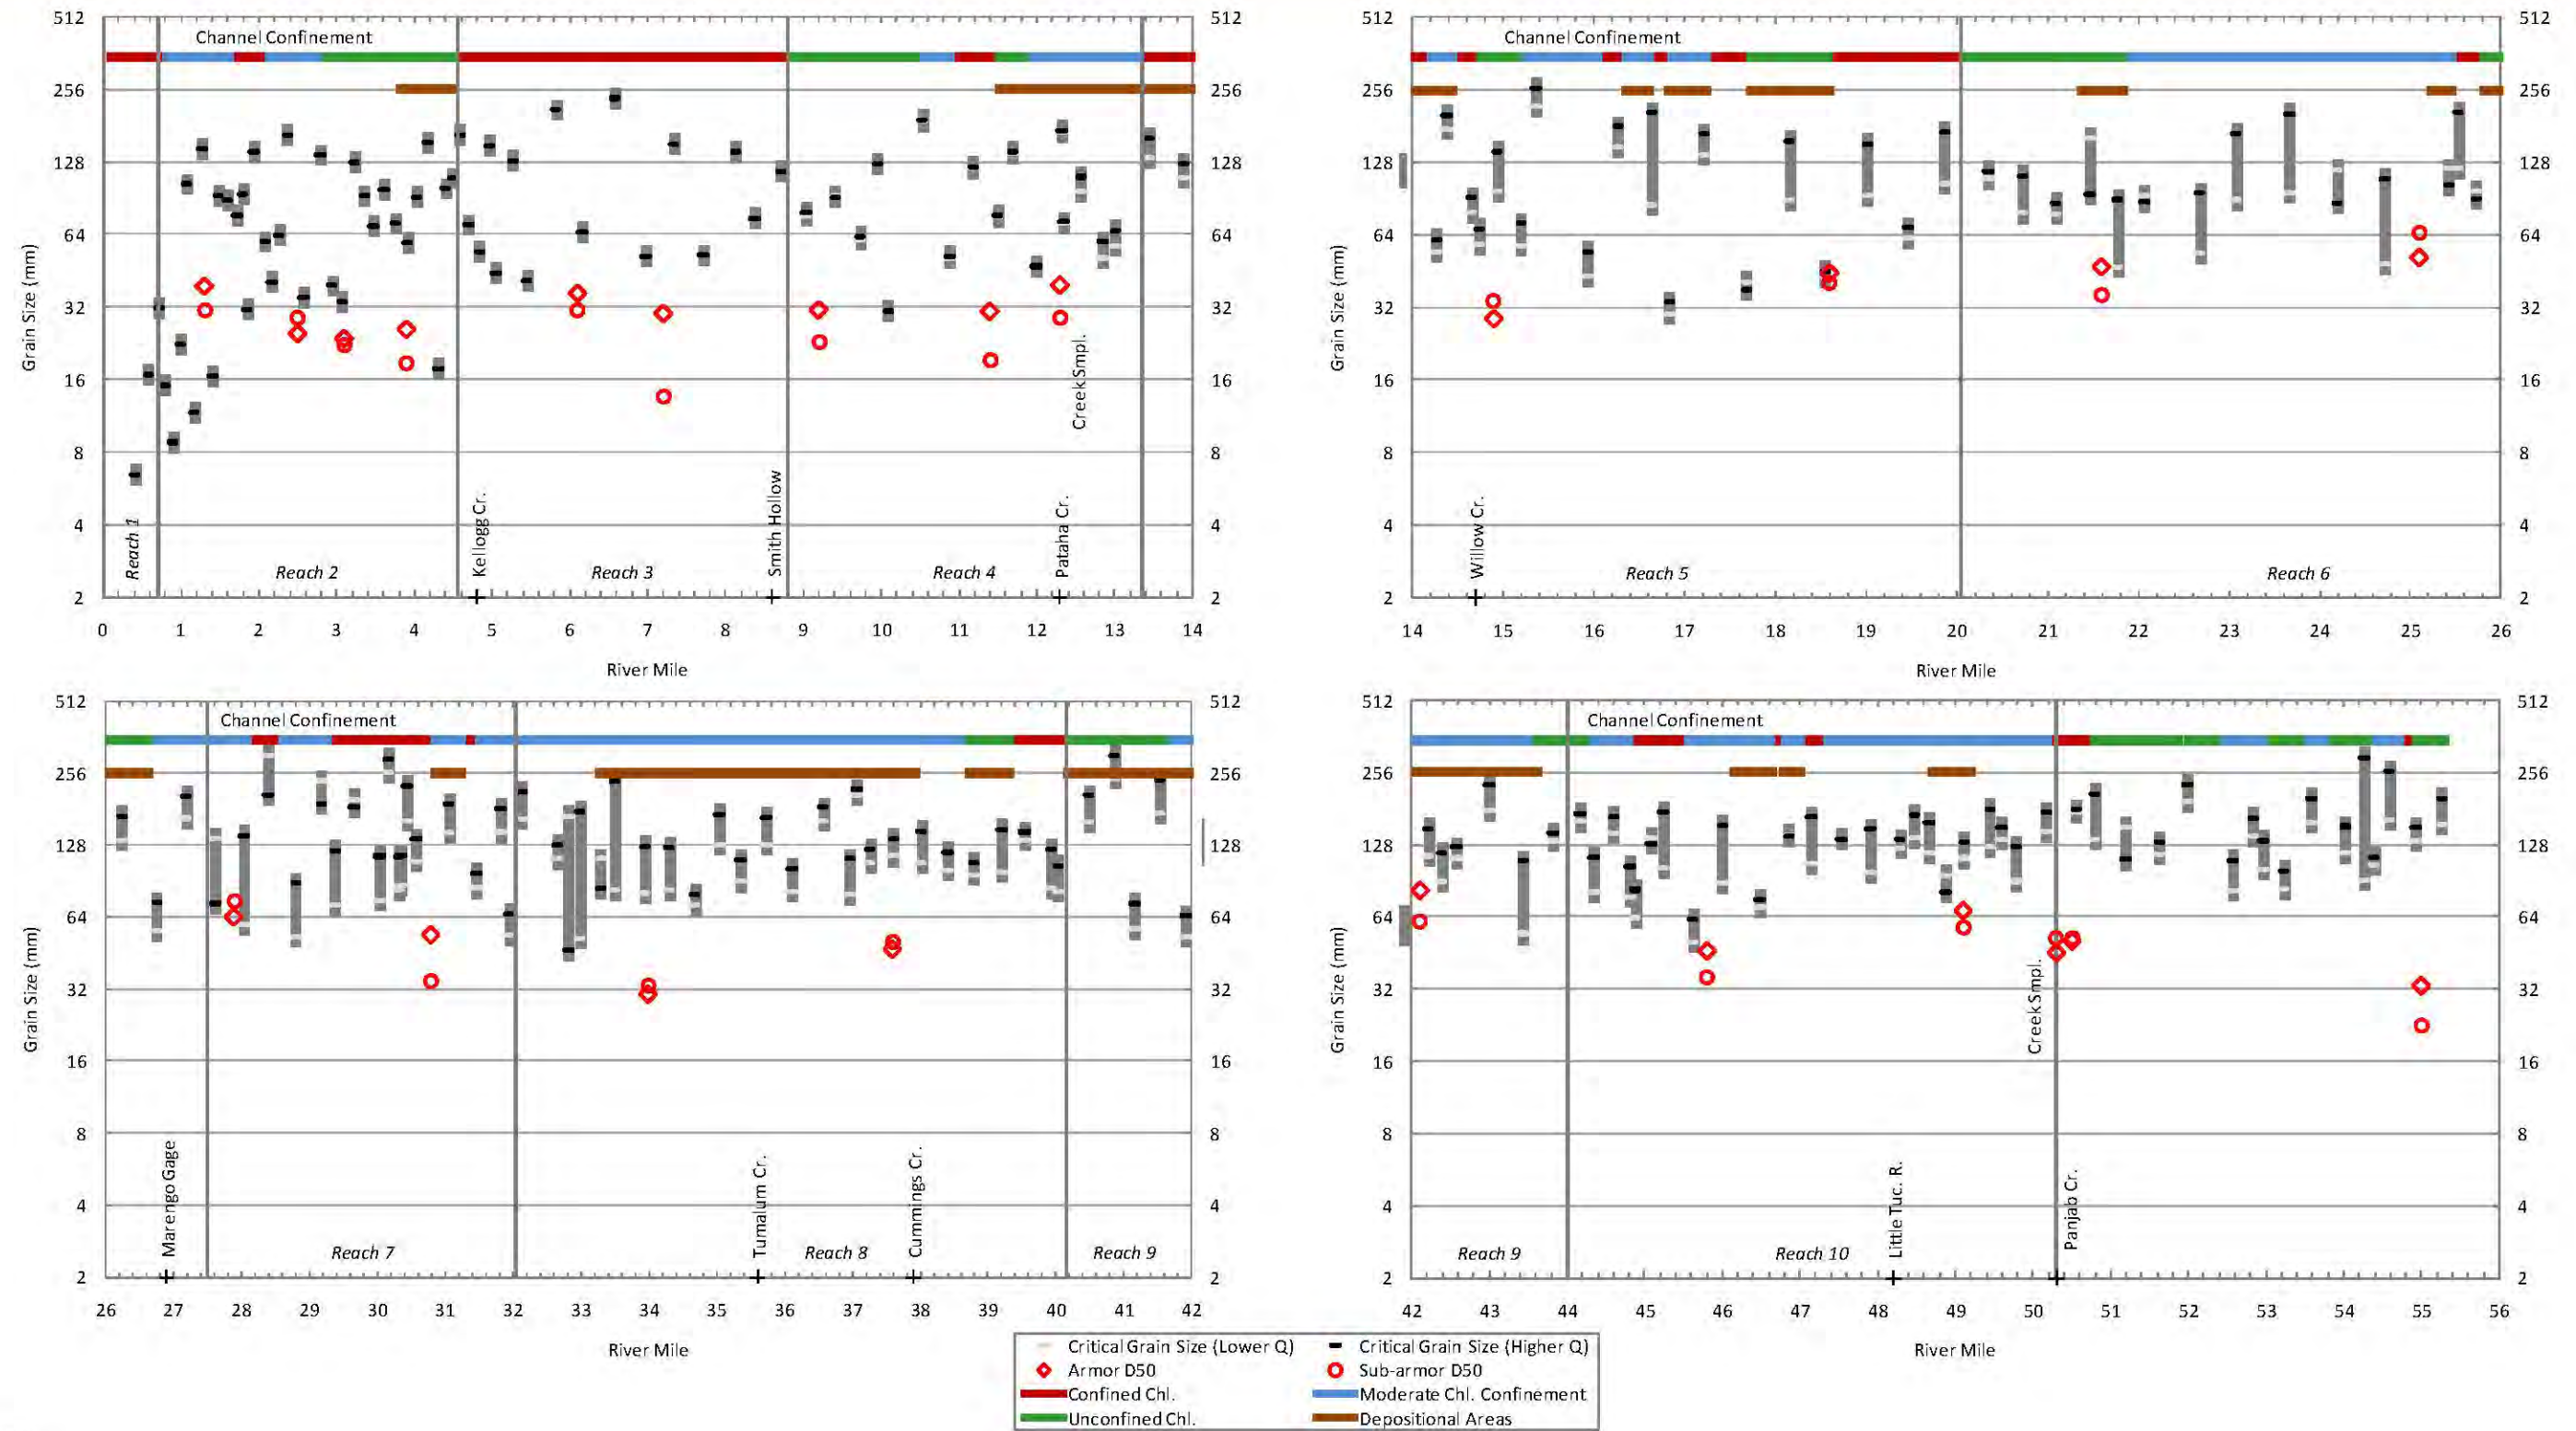 Channel Confinement
512
256
128
64
32
16
8
4
2
512
256
128
64
32
16
8
4
2
Grain Size (mm)
Reach 1
Reach 2
Kellogg Cr.
Reach 3
Smith Hollow
Reach 4
Pataha Cr.
Creek Smpl.
0 1 2 3 4 5 6 7 8 9 10 11 12 13 14
River Mile
Channel Confinement
512
256
128
64
32
16
8
4
2
512
256
128
64
32
16
8
4
2
Grain Size (mm)
Willow Cr.
Reach 5
Reach 6
14 15 16 17 18 19 20 21 22 23 24 25 26
River Mile
Channel Confinement
512
256
128
64
32
16
8
4
2
512
256
128
64
32
16
8
4
2
Grain Size (mm)
Marengo Gage
Reach 7
Tumalum Cr.
Reach 8
Cummings Cr.
Reach 9
26 27 28 29 30 31 32 33 34 35 36 37 38 39 40 41 42
River Mile
Channel Confinement
512
256
128
64
32
16
8
4
2
512
256
128
64
32
16
8
4
2
Grain Size (mm)
Reach 9
Reach 10
Little Tuc. R.
Creek Smpl.
Panjab Cr.
42 43 44 45 46 47 48 49 50 51 52 53 54 55 56
River Mile
Critical Grain Size (Lower Q) Critical Grain Size (Higher Q)
Armor D50 Sub-armor D50
Confined Chl. Moderate Chl. Confinement
Unconfined Chl. Depositional Areas